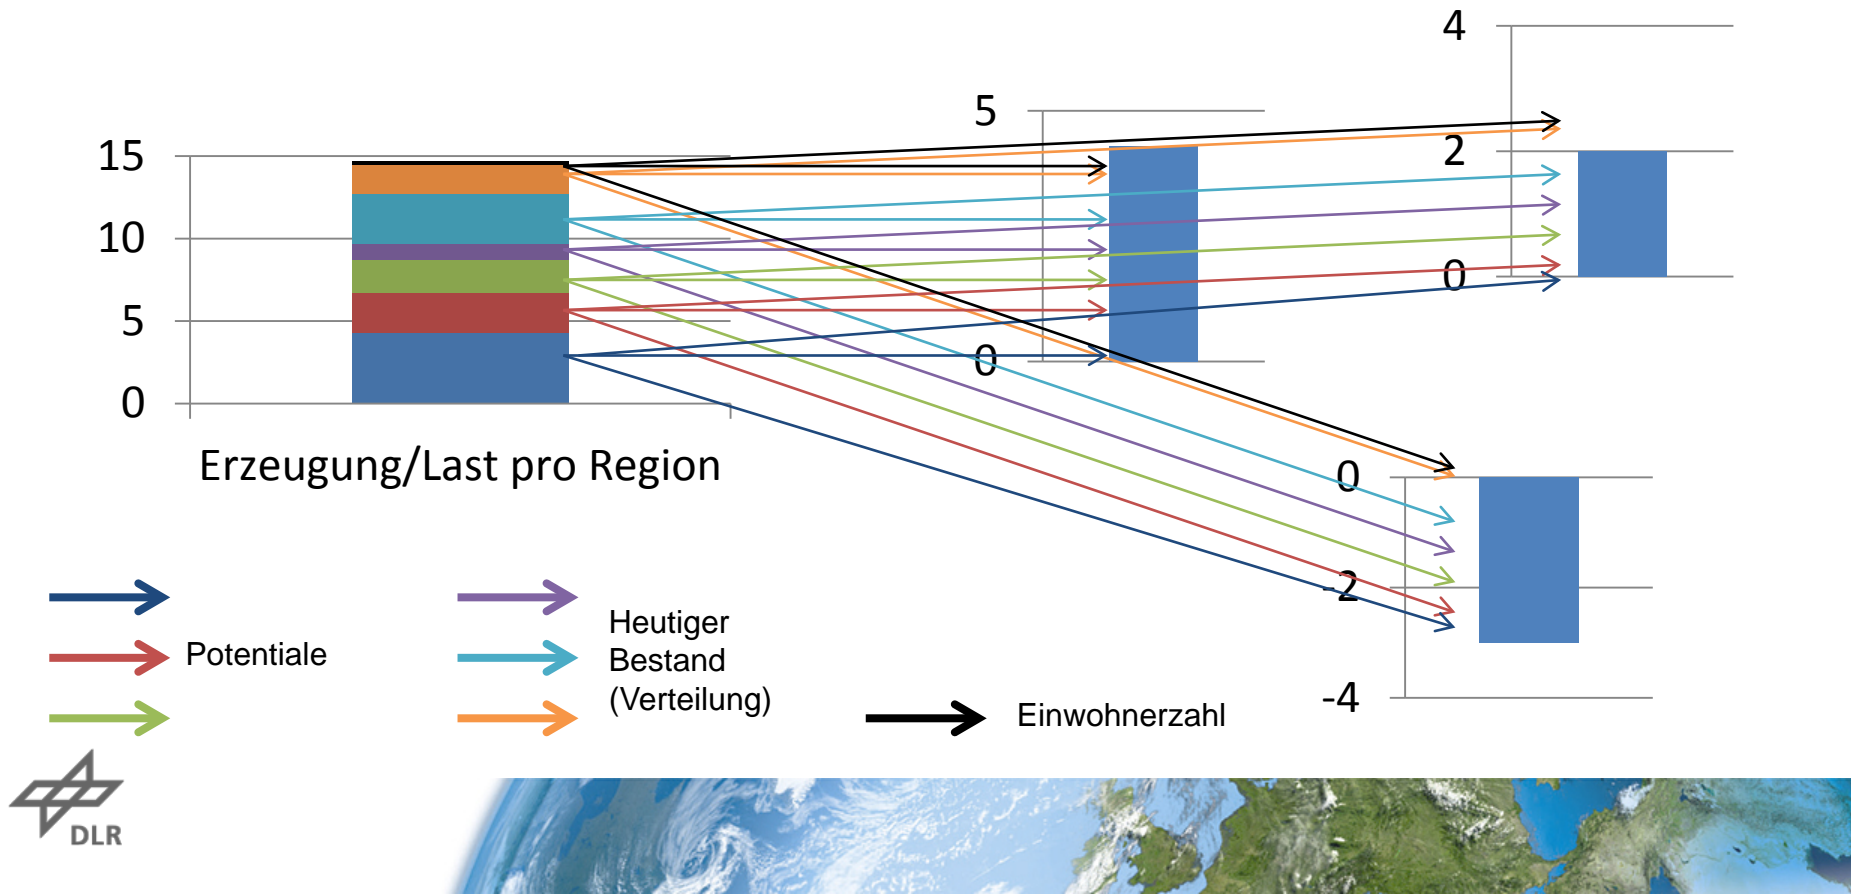 4
2
0
5
0
15
10
5
0
Erzeugung/Last pro Region
0
-2
-4
Potentiale
Heutiger
Bestand
(Verteilung)
Einwohnerzahl
DLR